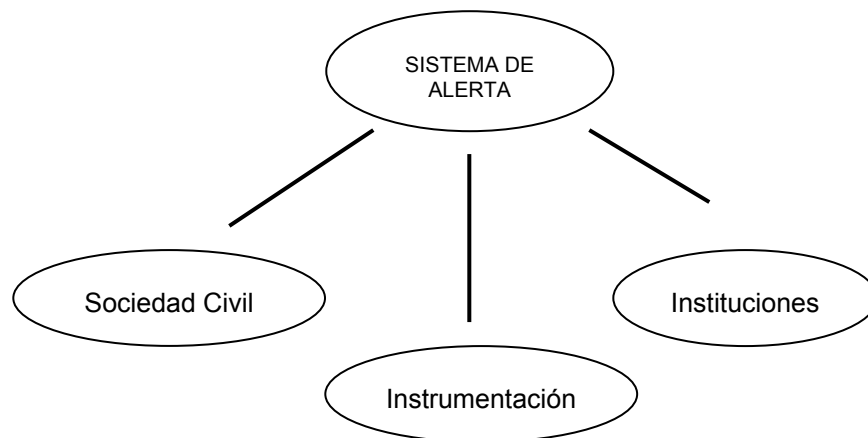 SISTEMA DE
ALERTA
Sociedad Civil
Instituciones
Instrumentación